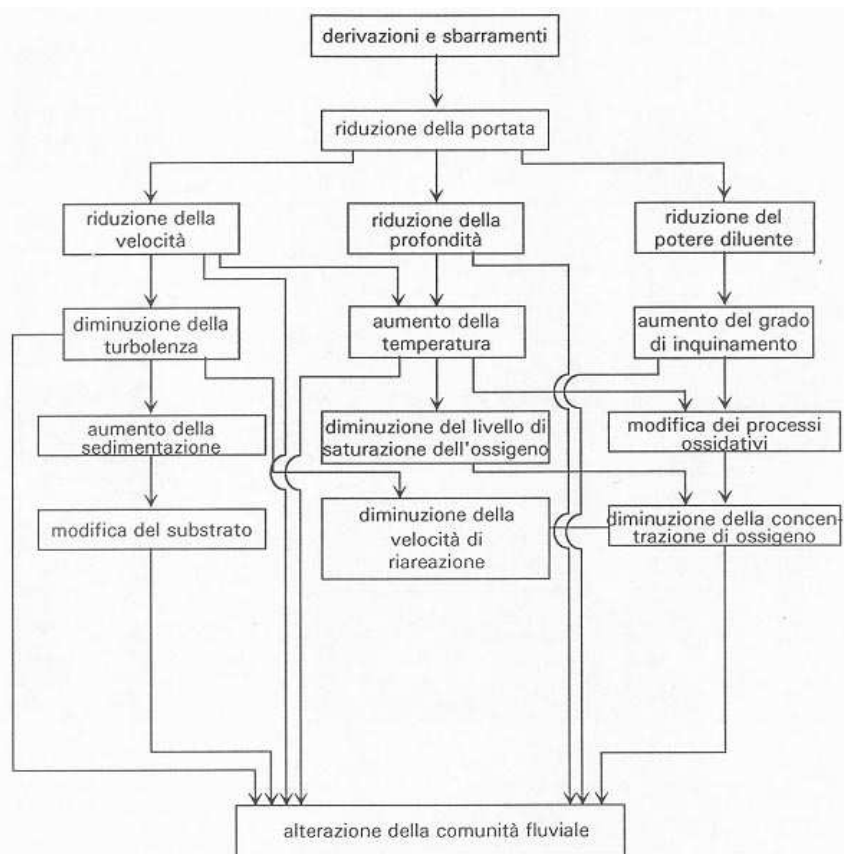 derivazioni e sbarramenti
riduzione della portata
riduzione della
velocità
riduzione della
profondità
riduzione del
potere diluente
diminuzione della
turbolenza
aumento della
temperatura
aumento del grado
di inquinamento
aumento della
sedimentazione
diminuzione del livello di
saturazione dell'ossigeno
modifica dei processi
ossidativi
modifica del substrato
diminuzione della
velocità di
riareazione
diminuzione della concen-
trazione di ossigeno
alterazione della comunità fluviale